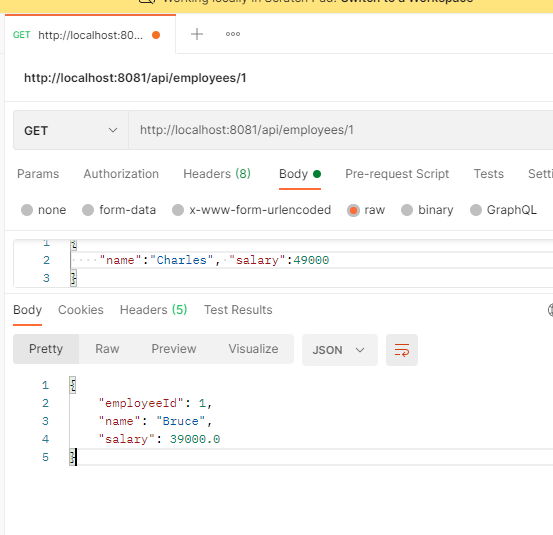 Working locally in Scratch Pad. Switch to a Workspace
GET http://localhost:80...
http://localhost:8081/api/employees/1
GET http://localhost:8081/api/employees/1
Params Authorization Headers (8) Body Pre-request Script Tests Setti
none form-data x-www-form-urlencoded raw binary GraphQL
1 {
2 "name":"Charles", "salary":49000
3 }
Body Cookies Headers (5) Test Results
Pretty Raw Preview Visualize JSON
1 {
2 "employeeId": 1,
3 "name": "Bruce",
4 "salary": 39000.0
5 }